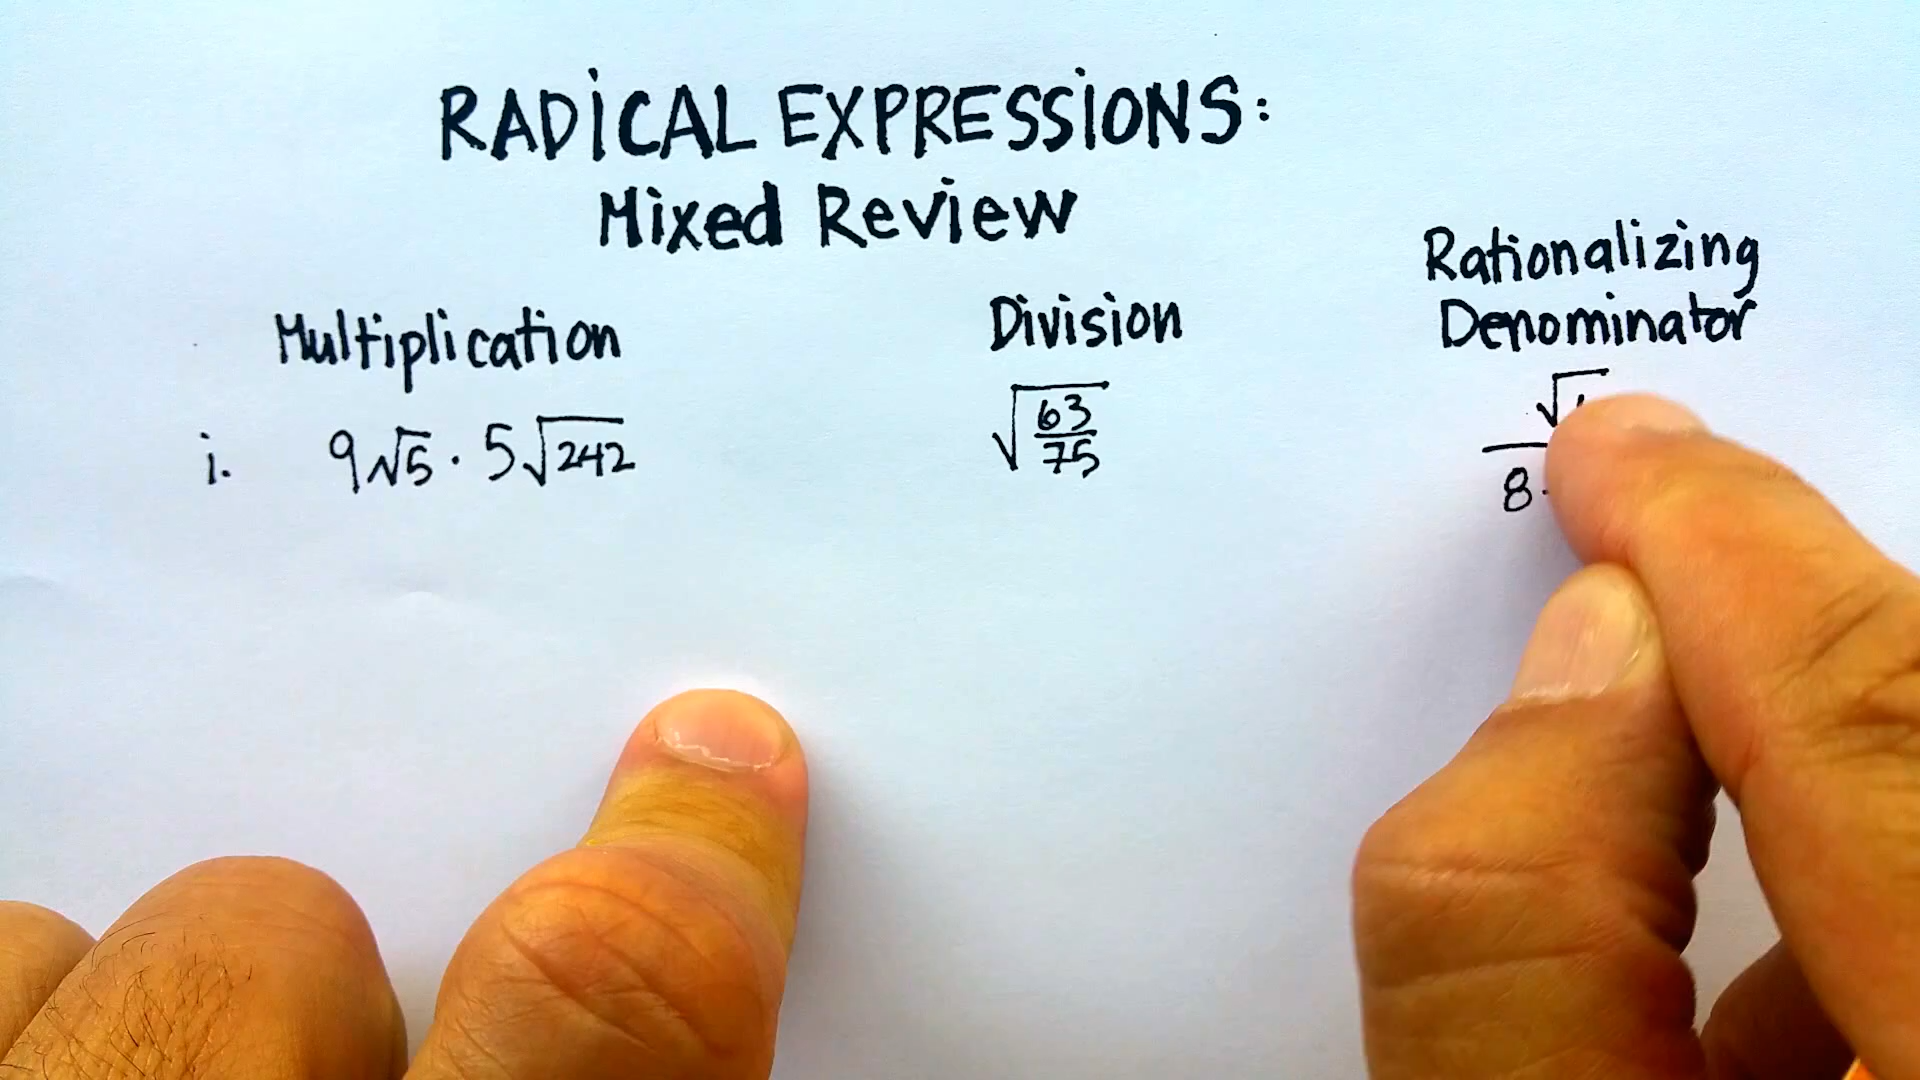 RADICAL EXPRESSIONS:
Mixed Review
Multiplication
Division
Rationalizing
Denominator
i. 9√5 · 5√242
√63/75
8